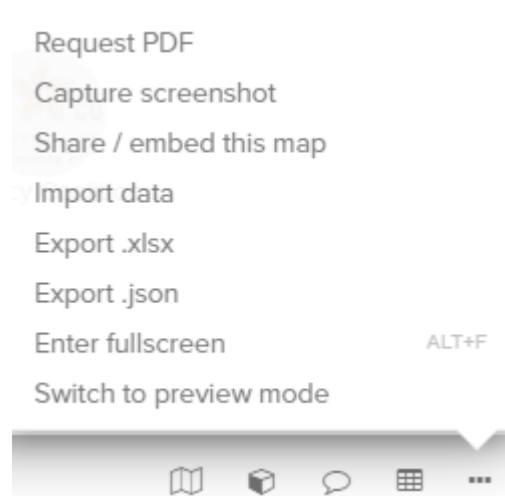 Request PDF
Capture screenshot
Share / embed this map
Import data
Export .xlsx
Export .json
Enter fullscreen ALT+F
Switch to preview mode